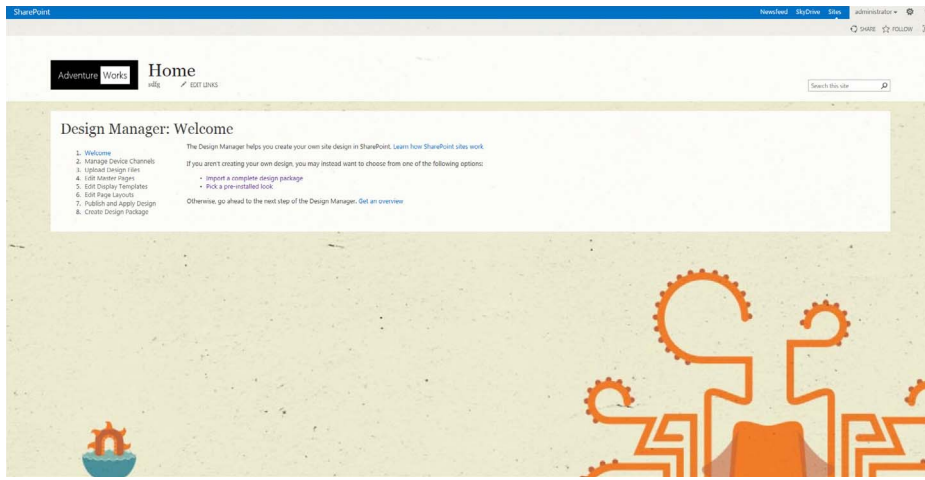 SharePoint
Newsfeed SkyDrive Sites administrator
SHARE FOLLOW
Adventure Works
Home
sdfg EDIT LINKS
Search this site
Design Manager: Welcome
1. Welcome
2. Manage Device Channels
3. Upload Design Files
4. Edit Master Pages
5. Edit Display Templates
6. Edit Page Layouts
7. Publish and Apply Design
8. Create Design Package
The Design Manager helps you create your own site design in SharePoint. Learn how SharePoint sites work
If you aren't creating your own design, you may instead want to choose from one of the following options:
• Import a complete design package
• Pick a pre-installed look
Otherwise, go ahead to the next step of the Design Manager. Get an overview